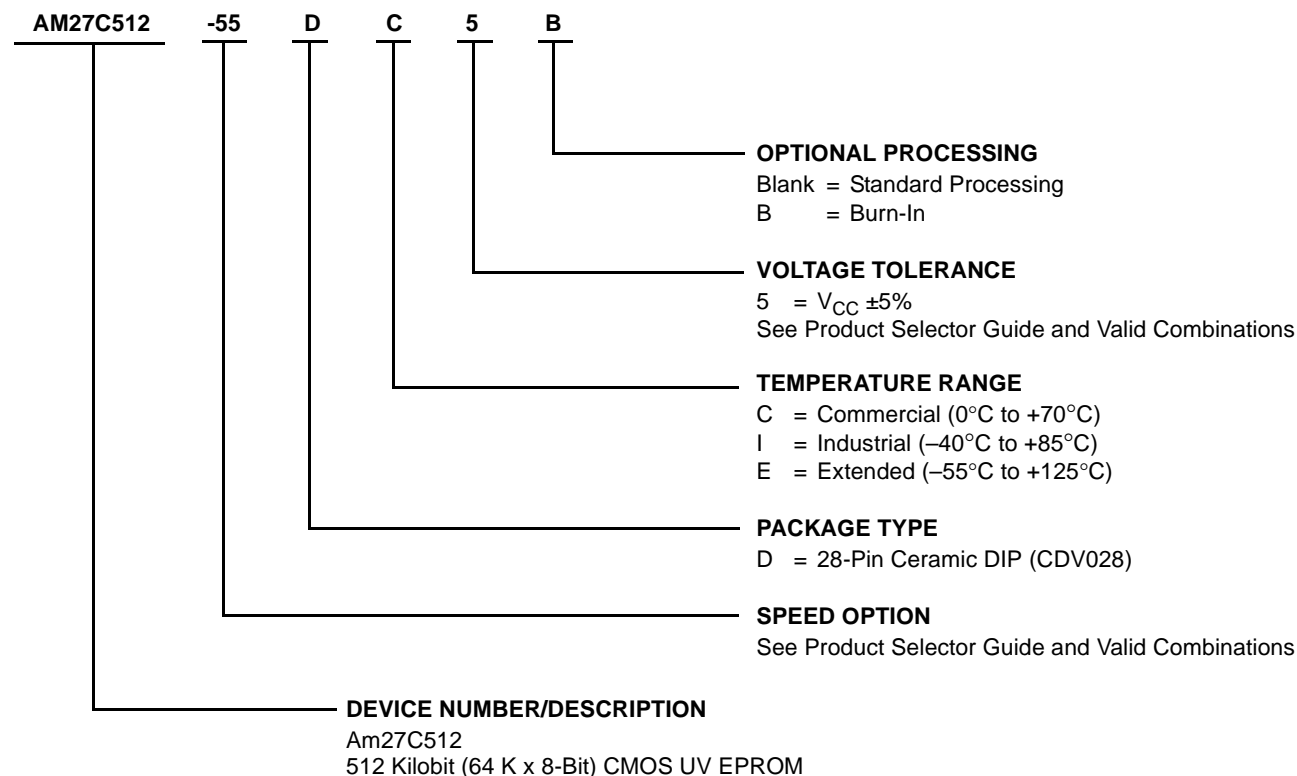 AM27C512 -55 D C 5 B
OPTIONAL PROCESSING
Blank = Standard Processing
B = Burn-In
VOLTAGE TOLERANCE
5 = VCC ±5%
See Product Selector Guide and Valid Combinations
TEMPERATURE RANGE
C = Commercial (0°C to +70°C)
I = Industrial (–40°C to +85°C)
E = Extended (–55°C to +125°C)
PACKAGE TYPE
D = 28-Pin Ceramic DIP (CDV028)
SPEED OPTION
See Product Selector Guide and Valid Combinations
DEVICE NUMBER/DESCRIPTION
Am27C512
512 Kilobit (64 K x 8-Bit) CMOS UV EPROM